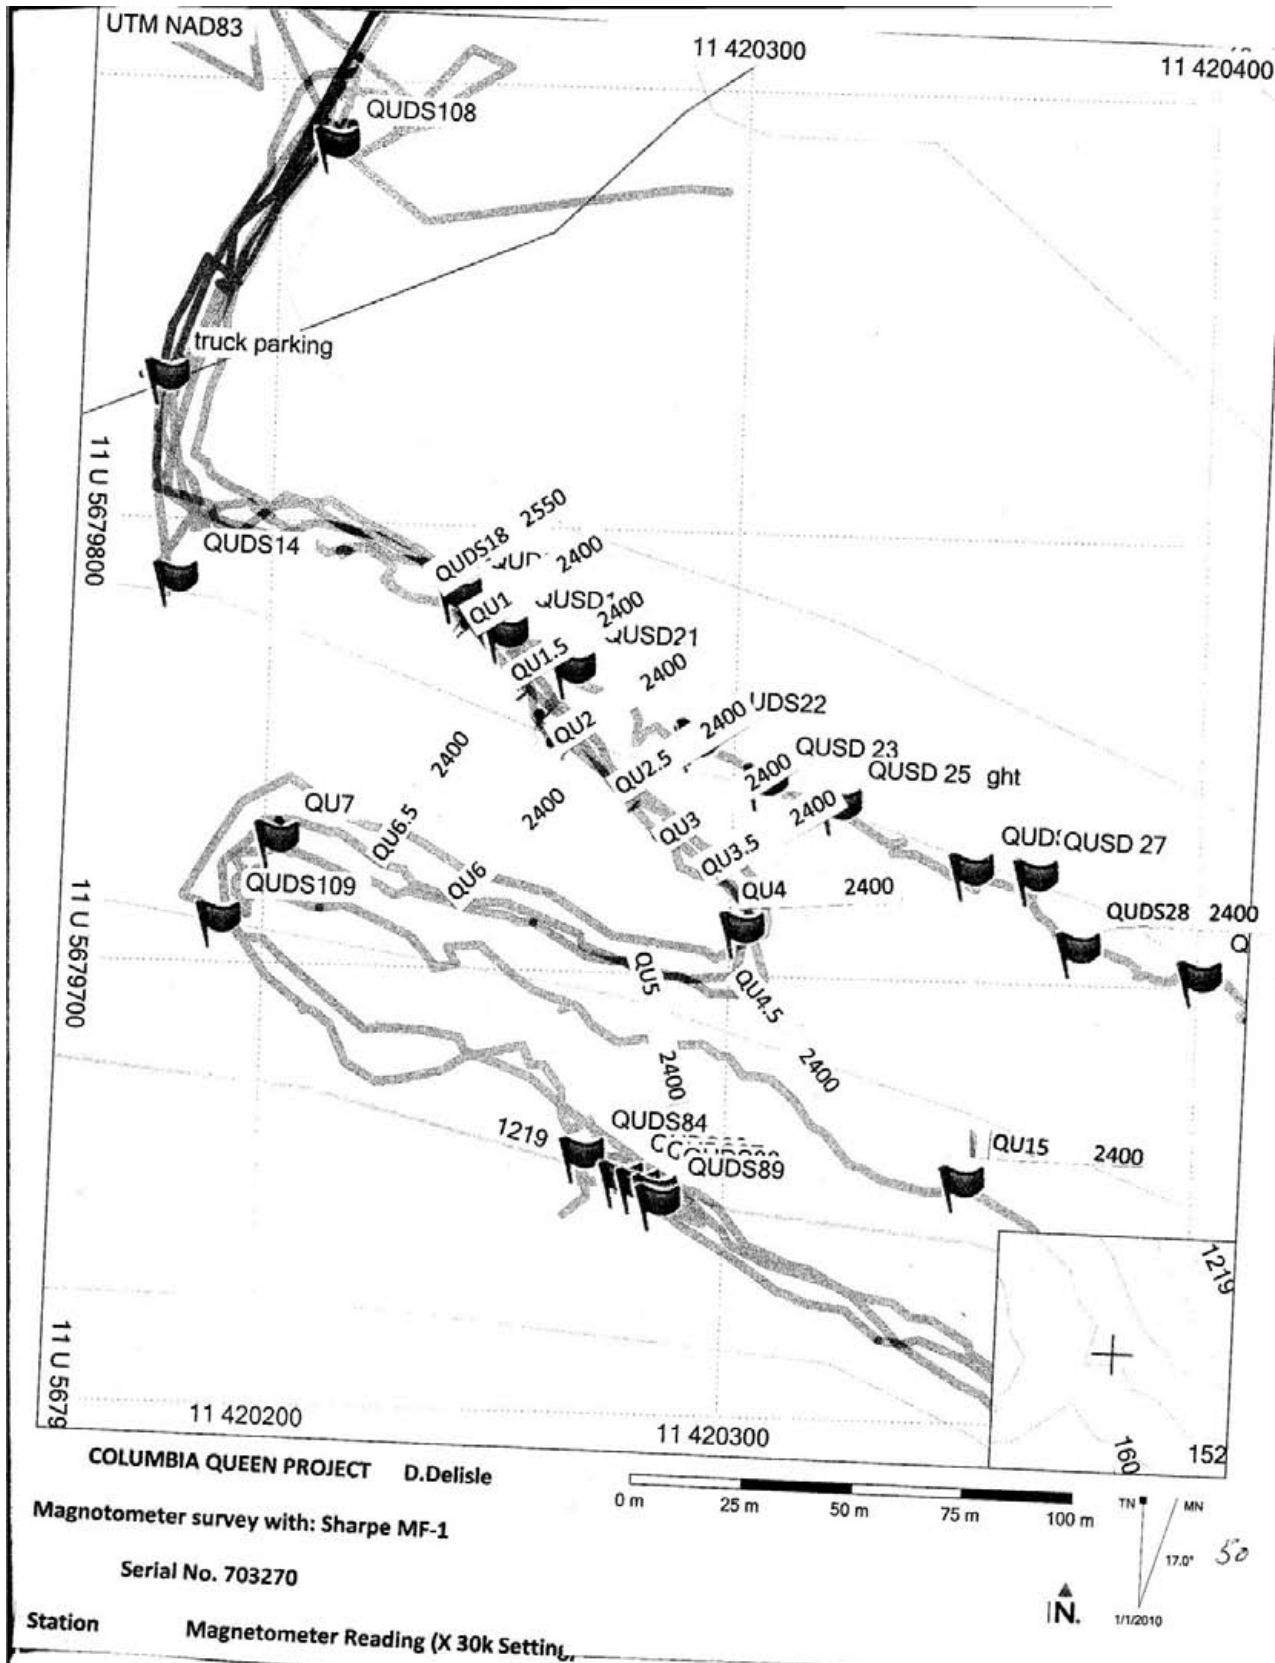 UTM NAD83
11 420300
11 420400
QUDS108
truck parking
11 U 5679800
QUDS14
QUDS18 2550
2400
QU1
2400
QUSD21
QU1.5
2400
QU2
2400
UDS22
QU2.5
2400
QUSD 23
QUSD 25 ght
2400
2400
2400
QU7
QU6.5
QU3
QU3.5
QUSD 27
QUDS109
QU6
QU4
2400
QUDS28 2400
Q
11 U 5679700
QU5
QU4.5
2400
2400
1219
QUDS84
QUDS89
QU15
2400
1219
11 U 5679
11 420200
11 420300
160
152
COLUMBIA QUEEN PROJECT D.Delisle
0 m 25 m 50 m 75 m 100 m
TN MN
Magnotometer survey with: Sharpe MF-1
17.0°
50
Serial No. 703270
N.
1/1/2010
Station Magnetometer Reading (X 30k Setting,